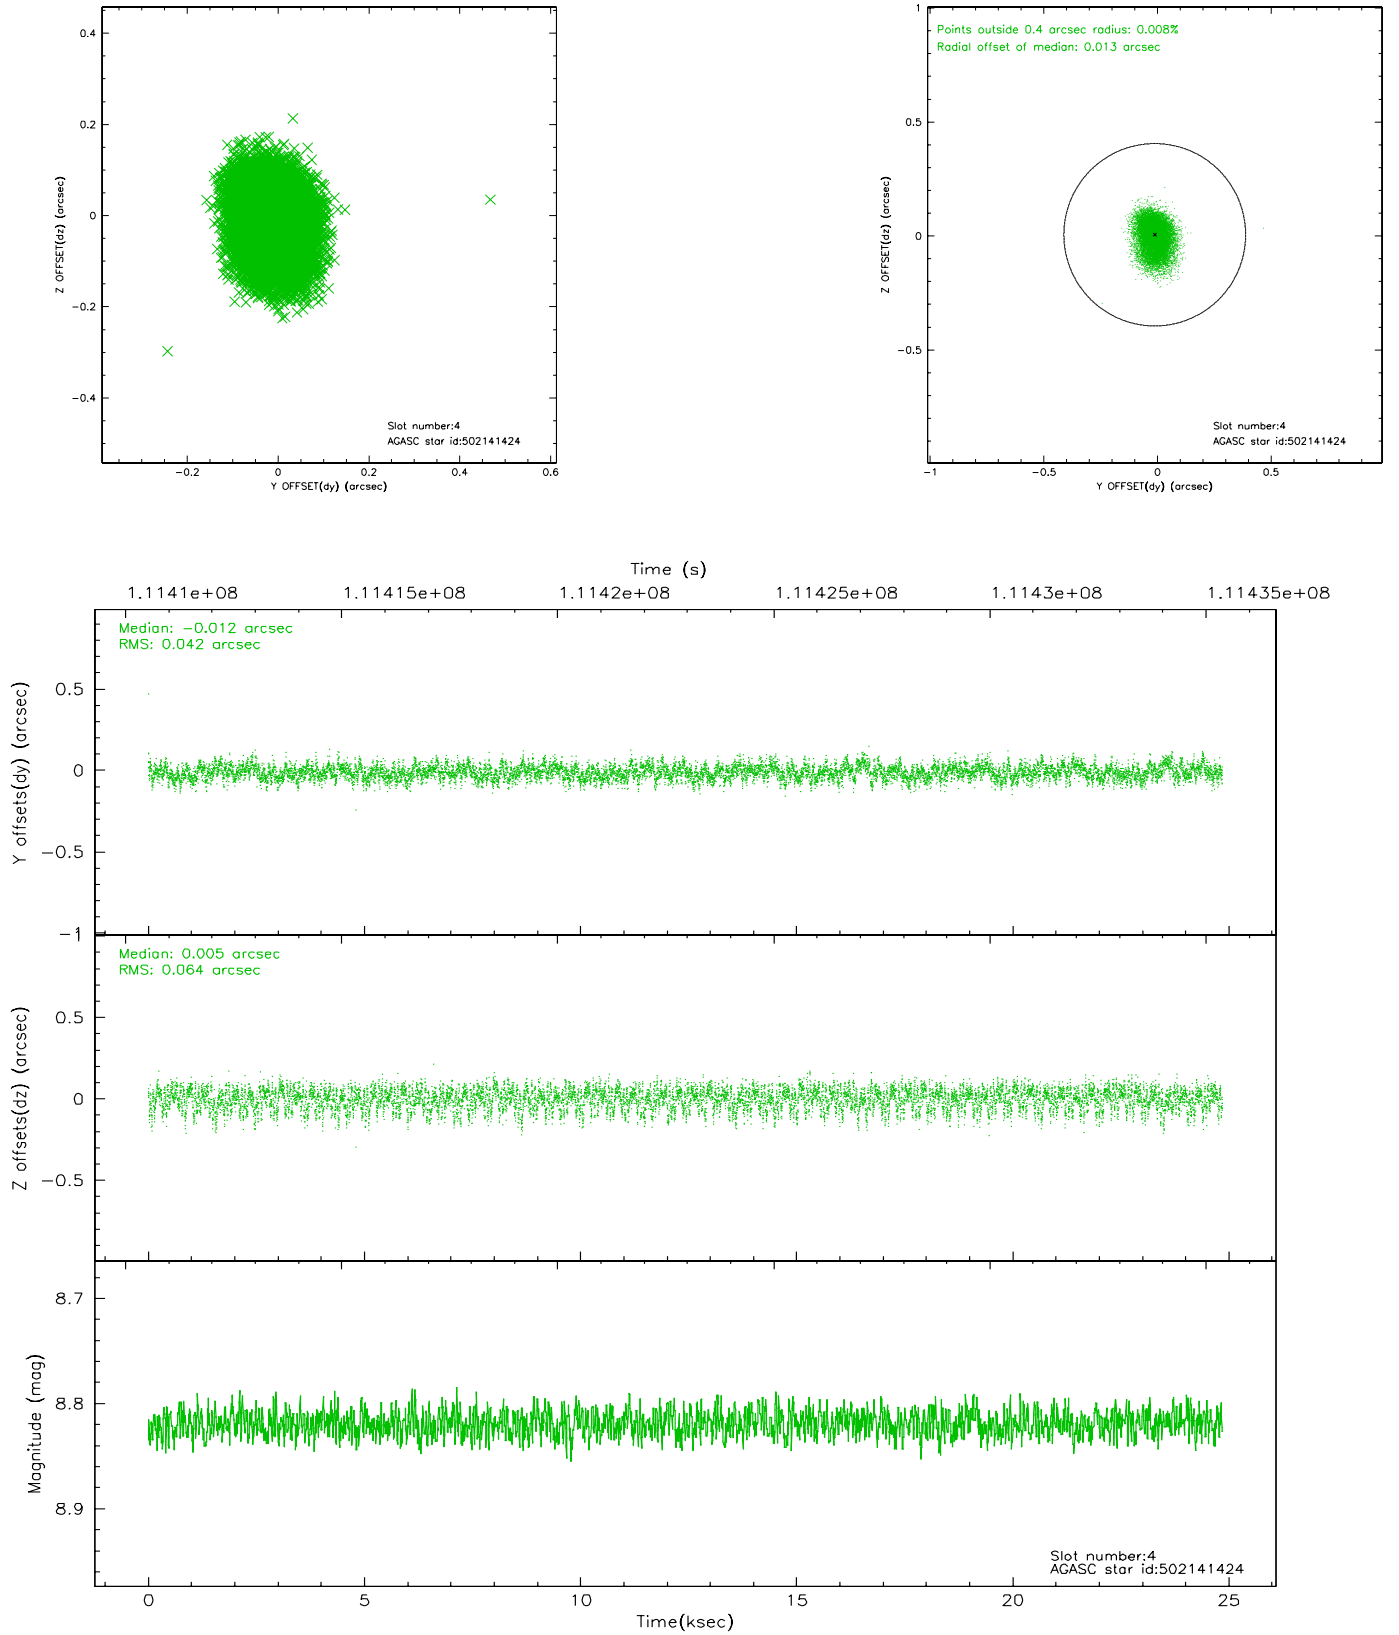 0.4
0.2
0
−0.2
−0.4
Z OFFSET(dz) (arcsec)
Slot number:4
AGASC star id:502141424
−0.2 0 0.2 0.4 0.6
Y OFFSET(dy) (arcsec)
Points outside 0.4 arcsec radius: 0.008%
Radial offset of median: 0.013 arcsec
1
0.5
0
−0.5
Z OFFSET(dz) (arcsec)
Slot number:4
AGASC star id:502141424
−1 −0.5 0 0.5
Y OFFSET(dy) (arcsec)
Time (s)
1.1141e+08 1.11415e+08 1.1142e+08 1.11425e+08 1.1143e+08 1.11435e+08
Median: −0.012 arcsec
RMS: 0.042 arcsec
0.5
0
−0.5
−1
Y offsets(dy) (arcsec)
Median: 0.005 arcsec
RMS: 0.064 arcsec
0.5
0
−0.5
Z offsets(dz) (arcsec)
8.7
8.8
8.9
Magnitude (mag)
Slot number:4
AGASC star id:502141424
0 5 10 15 20 25
Time(ksec)